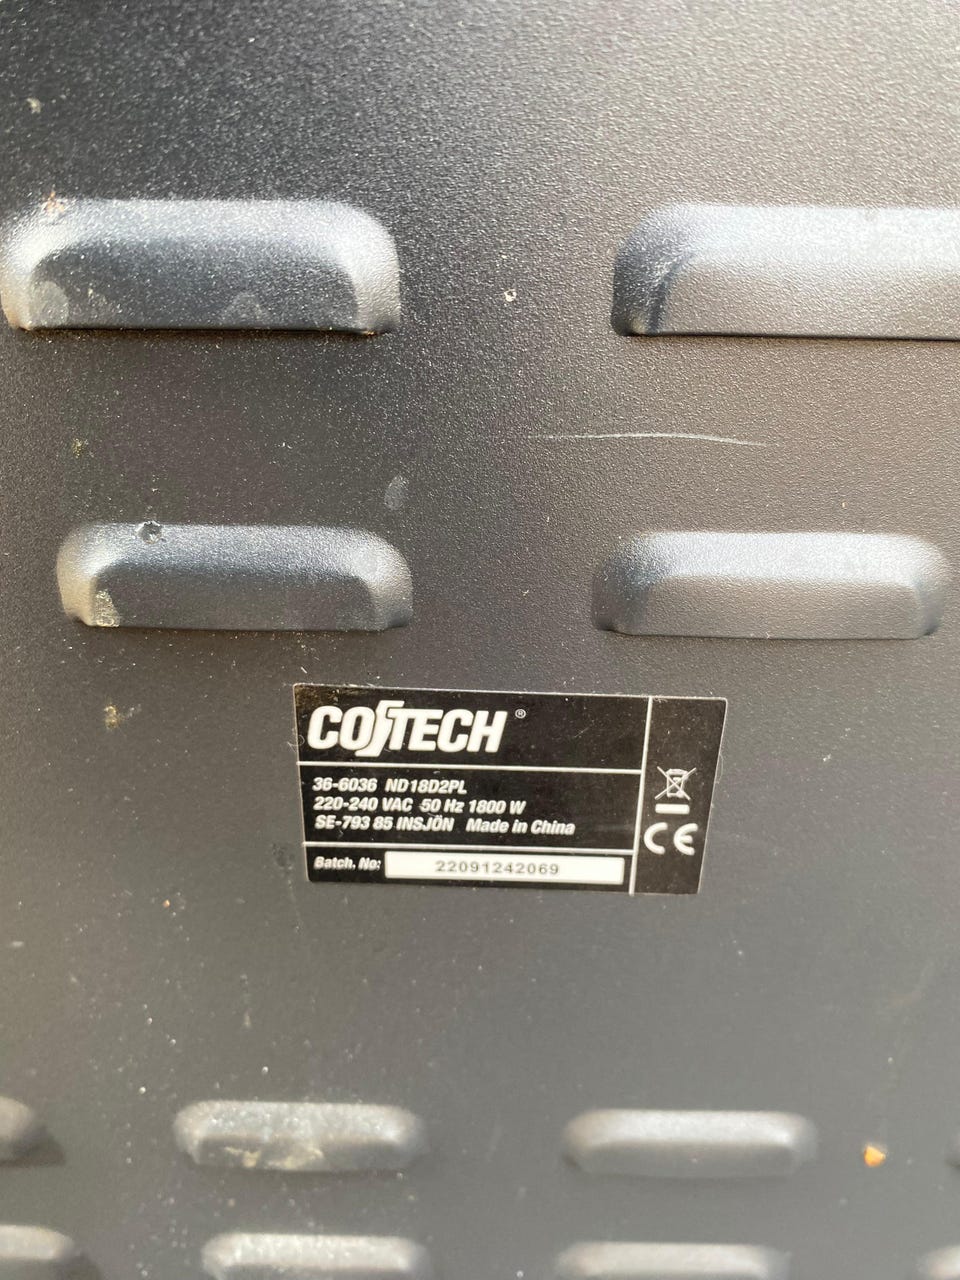 COTECH ®
36-6036 ND18D2PL
220-240 VAC 50 Hz 1800 W
SE-793 85 INSJÖN Made in China
Batch. No: 22091242069
CE